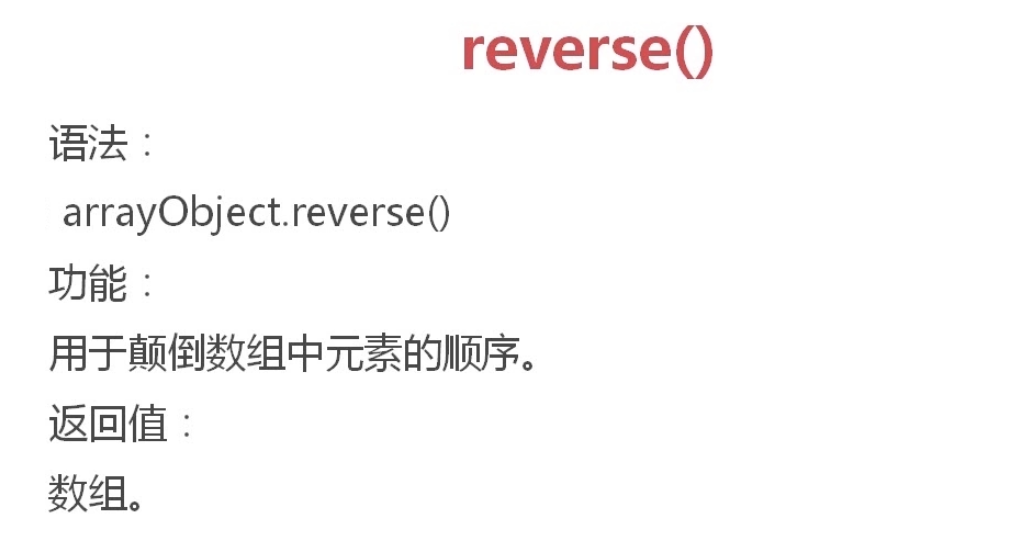 reverse()
语法：
arrayObject.reverse()
功能：
用于颠倒数组中元素的顺序。
返回值：
数组。